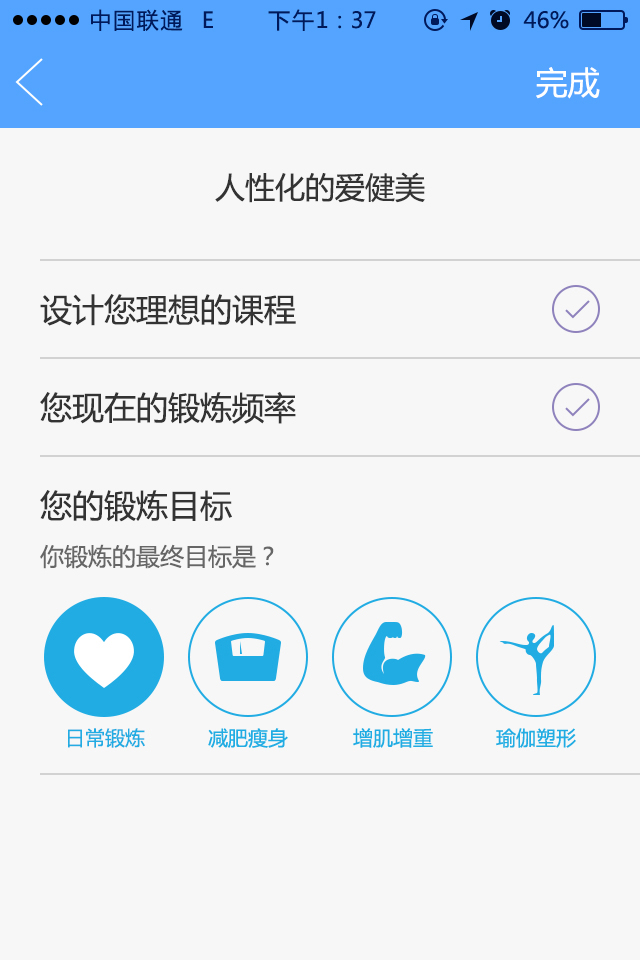 中国联通 E 下午1：37 46%
完成
人性化的爱健美
设计您理想的课程
您现在的锻炼频率
您的锻炼目标
你锻炼的最终目标是？
日常锻炼 减肥瘦身 增肌增重 瑜伽塑形